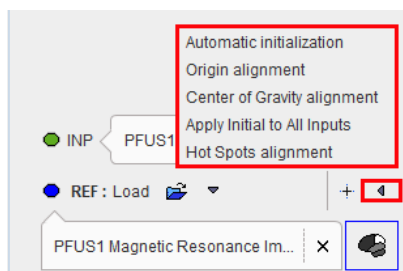 Automatic initialization
Origin alignment
Center of Gravity alignment
Apply Initial to All Inputs
Hot Spots alignment
INP PFUS1
REF: Load
PFUS1 Magnetic Resonance Im...